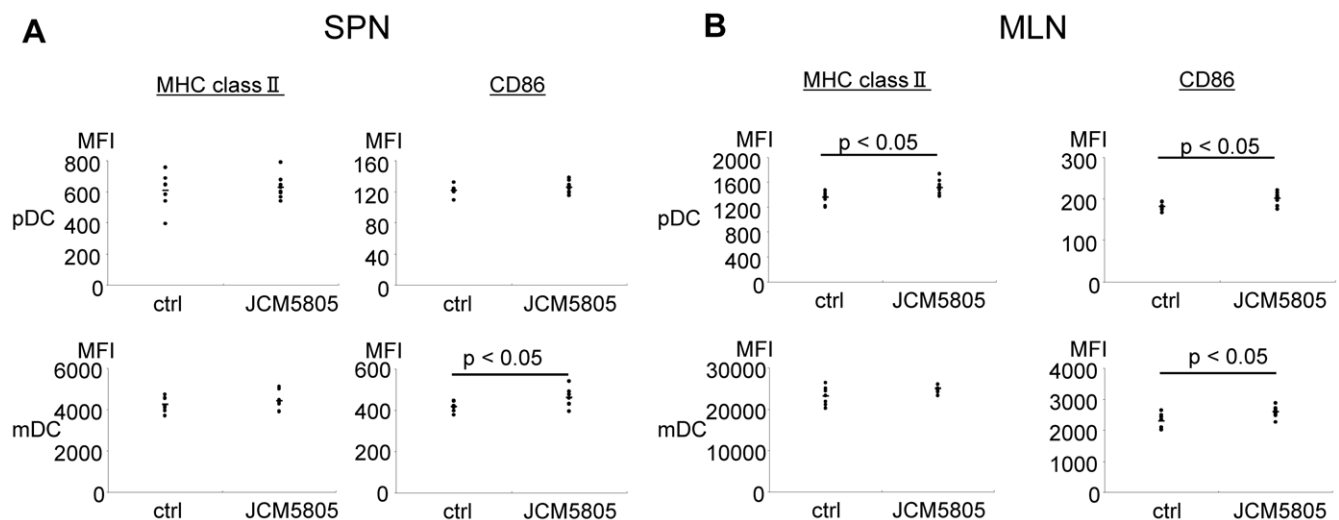 A
SPN
MHC class Ⅱ
CD86
MFI
800
600
400
200
0
pDC
ctrl
JCM5805
MFI
160
120
80
40
0
ctrl
JCM5805
MFI
6000
4000
2000
0
mDC
ctrl
JCM5805
MFI
p < 0.05
600
400
200
0
ctrl
JCM5805
B
MLN
MHC class Ⅱ
CD86
MFI
p < 0.05
2000
1600
1200
800
400
0
pDC
ctrl
JCM5805
MFI
p < 0.05
300
200
100
0
ctrl
JCM5805
MFI
30000
20000
10000
0
mDC
ctrl
JCM5805
MFI
p < 0.05
4000
3000
2000
1000
0
ctrl
JCM5805